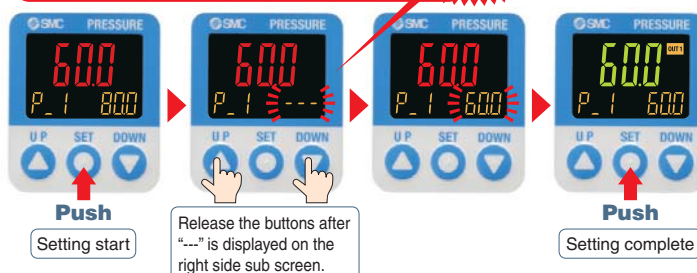 SMC PRESSURE
60.0
P_1 80.0
UP SET DOWN
Push
Setting start
SMC PRESSURE
60.0
P_1 ---
UP SET DOWN
Release the buttons after
"---" is displayed on the
right side sub screen.
SMC PRESSURE
60.0
P_1 60.0
UP SET DOWN
SMC PRESSURE
OUT1
60.0
P_1 60.0
UP SET DOWN
Push
Setting complete